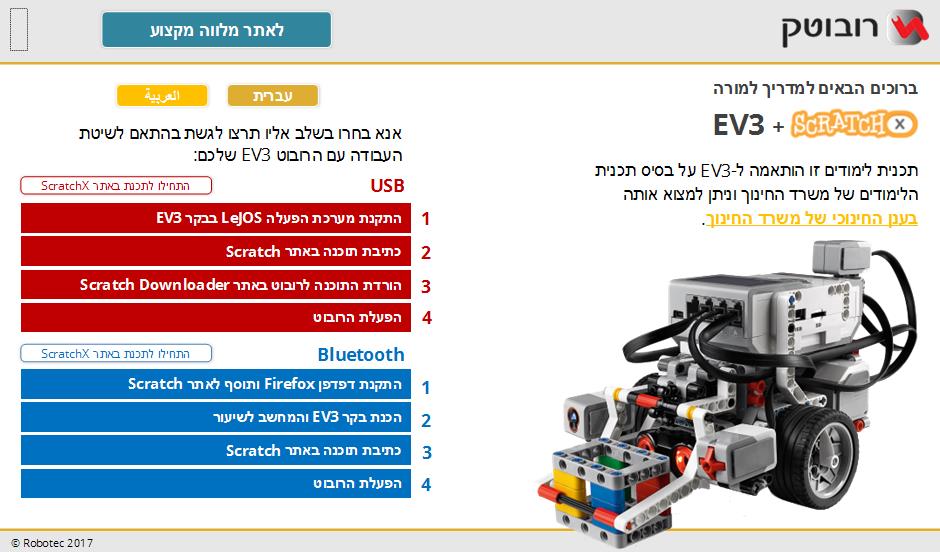 רובוטק
לאתר מלווה מקצוע
ברוכים הבאים למדריך למורה
EV3 + SCRATCHX
תכנית לימודים זו הותאמה ל-EV3 על בסיס תכנית
הלימודים של משרד החינוך וניתן למצוא אותה
בענן החינוכי של משרד החינוך.
עברית
العربية
אנא בחרו בשלב אליו תרצו לגשת בהתאם לשיטת
העבודה עם הרובוט EV3 שלכם:
USB
התחילו לתכנת באתר ScratchX
1 התקנת מערכת הפעלה LeJOS בבקר EV3
2 כתיבת תוכנה באתר Scratch
3 הורדת התוכנה לרובוט באתר Scratch Downloader
4 הפעלת הרובוט
Bluetooth
התחילו לתכנת באתר ScratchX
1 התקנת דפדפן Firefox ותוסף לאתר Scratch
2 הכנת בקר EV3 והמחשב לשיעור
3 כתיבת תוכנה באתר Scratch
4 הפעלת הרובוט
© Robotec 2017